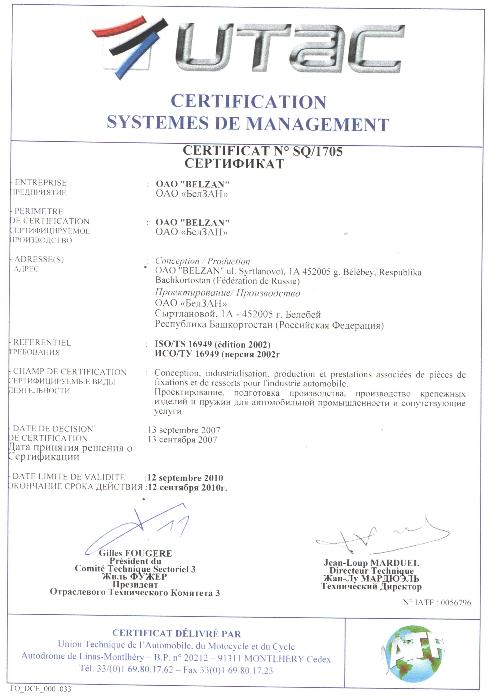 UTAC
CERTIFICATION
SYSTEMES DE MANAGEMENT
CERTIFICAT N° SQ/1705
СЕРТИФИКАТ
- ENTREPRISE : OAO "BELZAN"
ПРЕДПРИЯТИЕ ОАО «БелЗАН»
- PERIMETRE
DE CERTIFICATION : OAO "BELZAN"
СЕРТИФИЦИРУЕМОЕ ОАО «БелЗАН»
ПРОИЗВОДСТВО
- ADRESSE(S) : Conception / Production
АДРЕС OAO "BELZAN" ul. Syrtlanovoi, 1A 452005 g. Bélébey, Respublika
Bachkortostan (Fédération de Russie)
Проектирование/ Производство
ОАО «БелЗАН»
Сыртлановой, 1А - 452005 г. Белебей
Республика Башкортостан (Российская Федерация)
- REFERENTIEL : ISO/TS 16949 (édition 2002)
ТРЕБОВАНИЯ ИСО/ТУ 16949 (версия 2002г
- CHAMP DE CERTIFICATION : Conception, industrialisation, production et prestations associées de pièces de
СЕРТИФИЦИРУЕМЫЕ ВИДЫ fixations et de ressorts pour l'industrie automobile.
ДЕЯТЕЛЬНОСТИ Проектирование, подготовка производства, производство крепежных
изделий и пружин для автомобильной промышленности и сопутствующие
услуги
- DATE DE DECISION 13 septembre 2007
DE CERTIFICATION : 13 сентября 2007
Дата принятия решения о
Сертификации
- DATE LIMITE DE VALIDITE : 12 septembre 2010
ОКОНЧАНИЕ СРОКА ДЕЙСТВИЯ :12 сентября 2010г.
Gilles FOUGERE
Président du
Comité Technique Sectoriel 3
Жиль ФУЖЕР
Президент
Отраслевого Технического Комитета 3
Jean-Loup MARDUEL
Directeur Technique
Жан-Лу МАРДЮЭЛЬ
Технический Директор
N° IATF : 0056796
CERTIFICAT DÉLIVRÉ PAR
Union Technique de l'Automobile, du Motocycle et du Cycle
Autodrome de Linas-Montlhéry – B.P. n° 20212 – 91311 MONTLHERY Cedex
Tél. 33/(0)1 69.80.17.62 – Fax 33/(0)1 69.80.17.23
IATF
FO_DCE_000_033